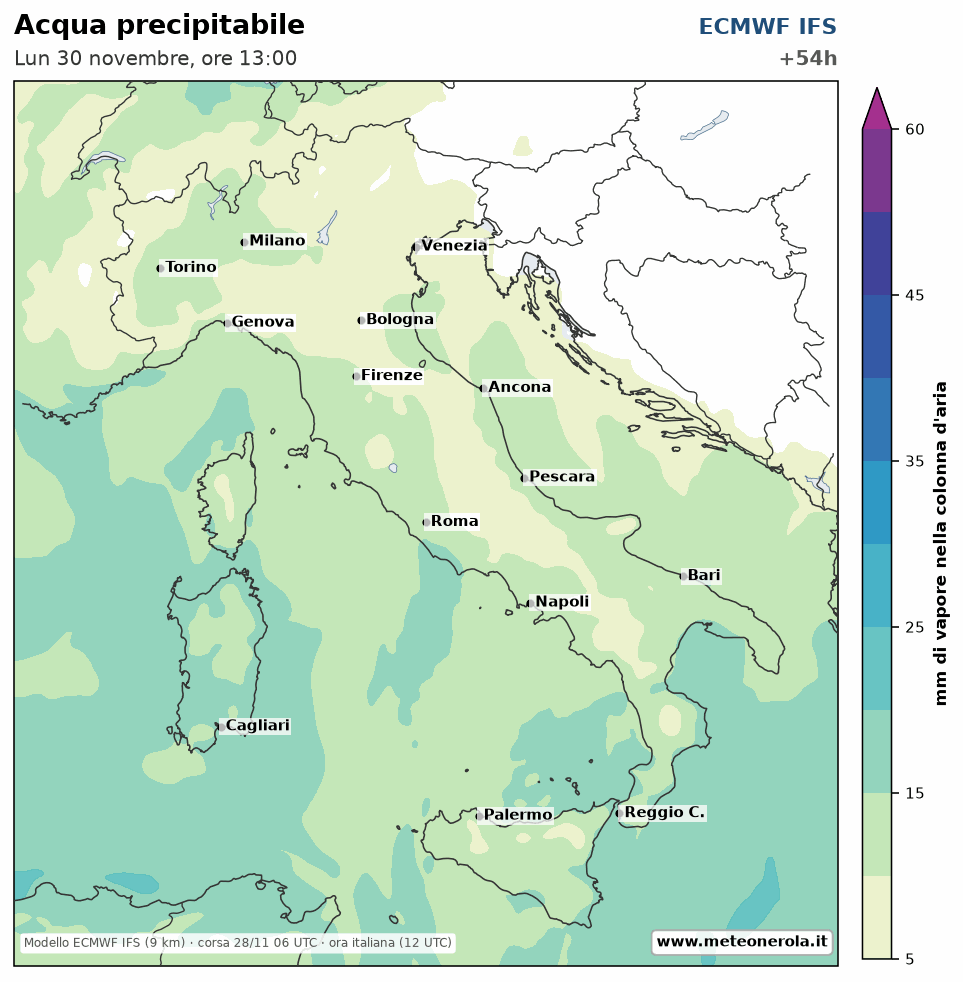 Acqua precipitabile
ECMWF IFS
Lun 30 novembre, ore 13:00
+54h
Milano
Venezia
Torino
Genova
Bologna
Firenze
Ancona
Pescara
Roma
Bari
Napoli
Cagliari
Palermo
Reggio C.
60
45
35
25
15
5
mm di vapore nella colonna d'aria
Modello ECMWF IFS (9 km) · corsa 28/11 06 UTC · ora italiana (12 UTC)
www.meteonerola.it